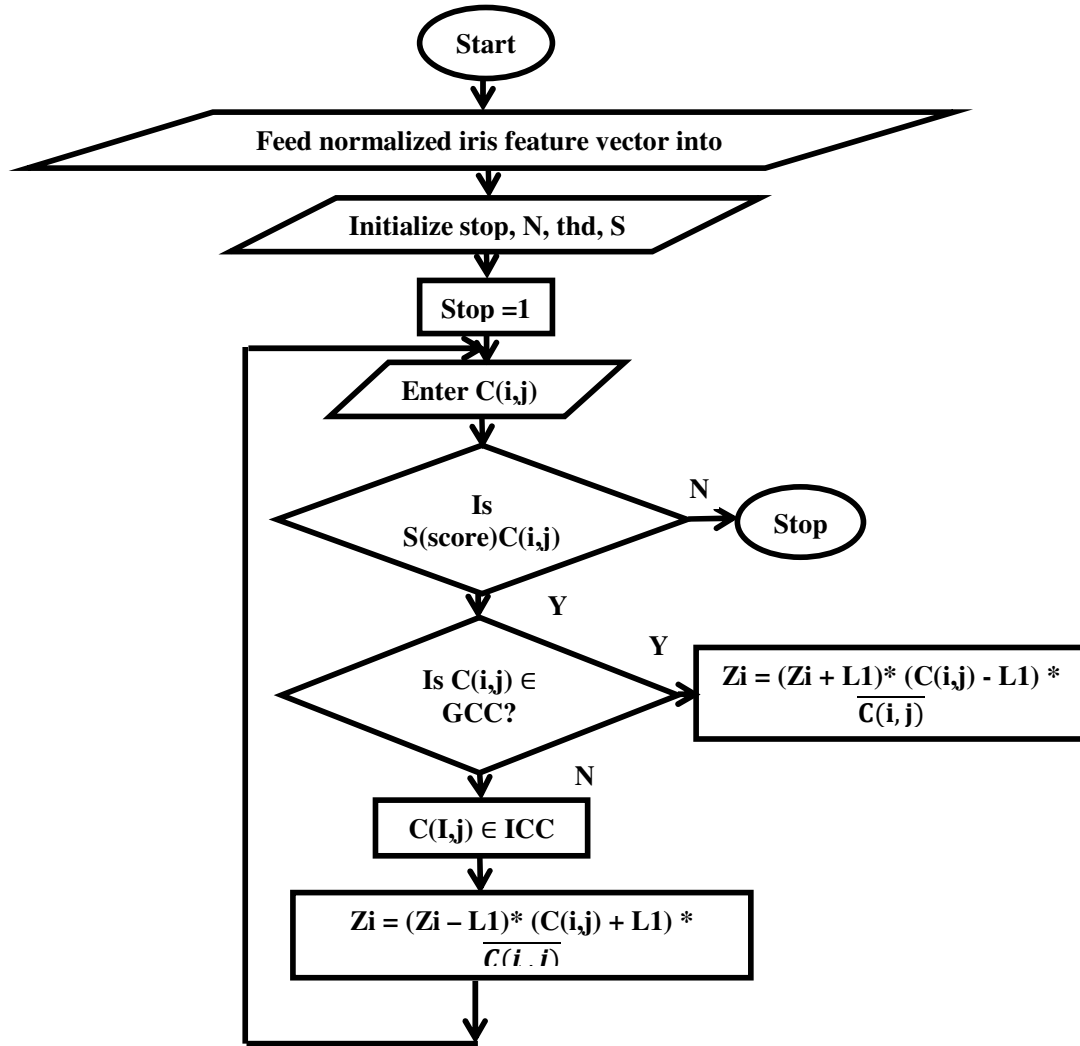 Start
Feed normalized iris feature vector into
Initialize stop, N, thd, S
Stop =1
Enter C(i,j)
Is
S(score)C(i,j)
N
Stop
Y
Is C(i,j) ∈
GCC?
Y
Zi = (Zi + L1)* (C(i,j) - L1) *
C̅(̅i̅,̅ ̅j̅)̅
N
C(I,j) ∈ ICC
Zi = (Zi – L1)* (C(i,j) + L1) *
C̅(̅i̅,̅ ̅j̅)̅